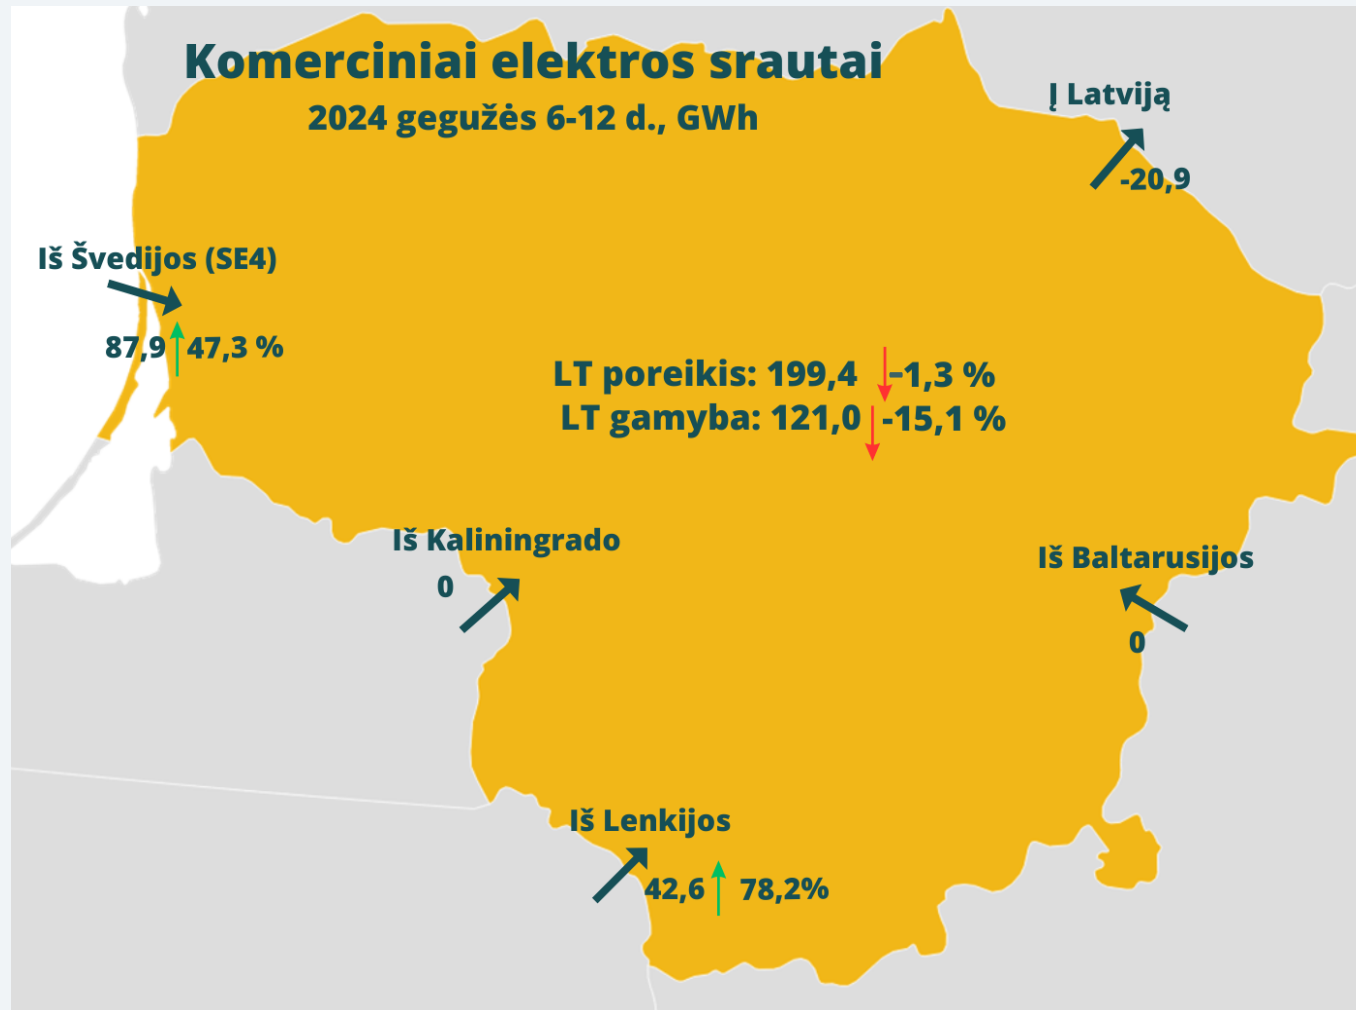 Komerciniai elektros srautai
2024 gegužės 6-12 d., GWh
Į Latviją
-20,9
Iš Švedijos (SE4)
87,9 47,3 %
LT poreikis: 199,4 -1,3 %
LT gamyba: 121,0 -15,1 %
Iš Kaliningrado
0
Iš Baltarusijos
0
Iš Lenkijos
42,6 78,2%